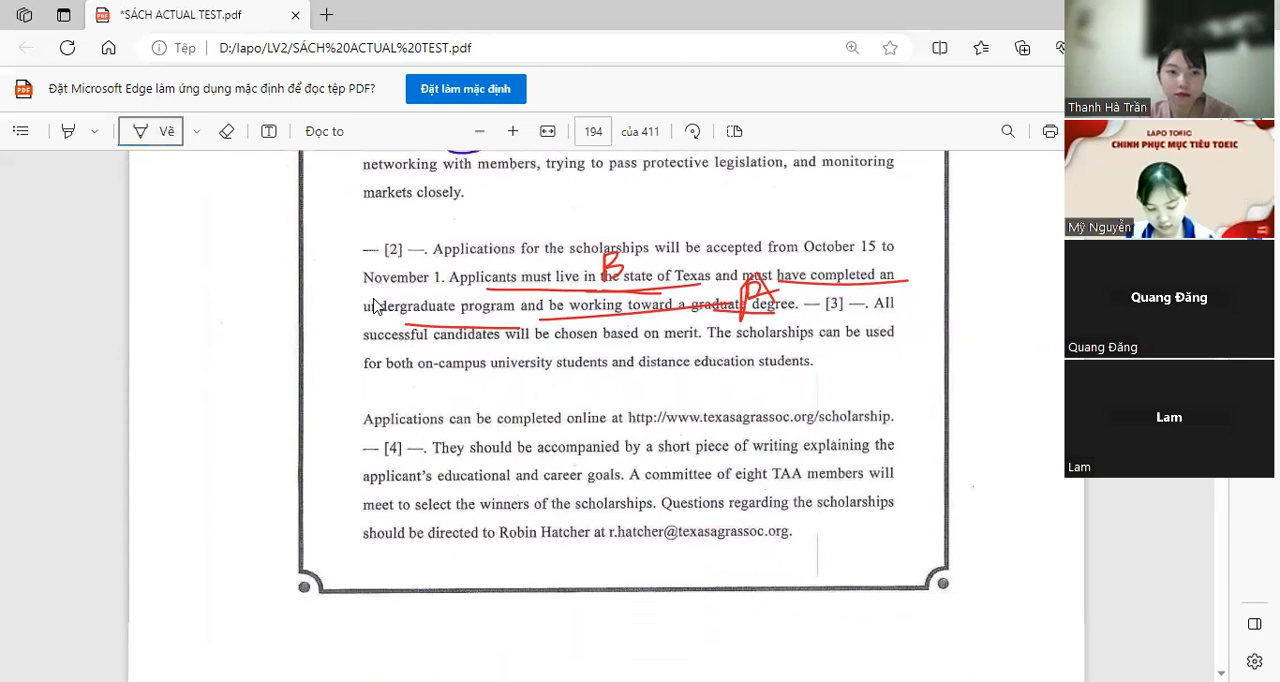 *SÁCH ACTUAL TEST.pdf
Tệp
D:/lapo/LV2/SÁCH%20ACTUAL%20TEST.pdf
Đặt Microsoft Edge làm ứng dụng mặc định để đọc tệp PDF?
Đặt làm mặc định
Vẽ
Đọc to
194
của 411
networking with members, trying to pass protective legislation, and monitoring
markets closely.
— [2] —. Applications for the scholarships will be accepted from October 15 to
November 1. Applicants must live in the state of Texas and must have completed an
B
undergraduate program and be working toward a graduate degree. — [3] —. All
A
successful candidates will be chosen based on merit. The scholarships can be used
for both on-campus university students and distance education students.
Applications can be completed online at http://www.texasagrassoc.org/scholarship.
— [4] —. They should be accompanied by a short piece of writing explaining the
applicant's educational and career goals. A committee of eight TAA members will
meet to select the winners of the scholarships. Questions regarding the scholarships
should be directed to Robin Hatcher at r.hatcher@texasagrassoc.org.
Thanh Hà Trần
LAPO TOEIC
CHINH PHỤC MỤC TIÊU TOEIC
Mỹ Nguyễn
Quang Đăng
Quang Đăng
Lam
Lam